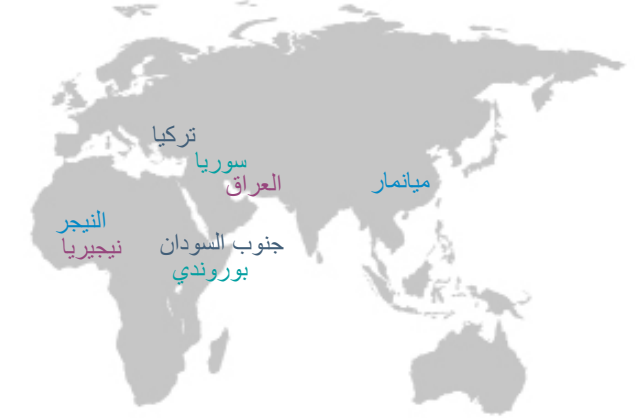 تركيا
سوريا
العراق
ميانمار
النيجر
نيجيريا
جنوب السودان
بوروندي